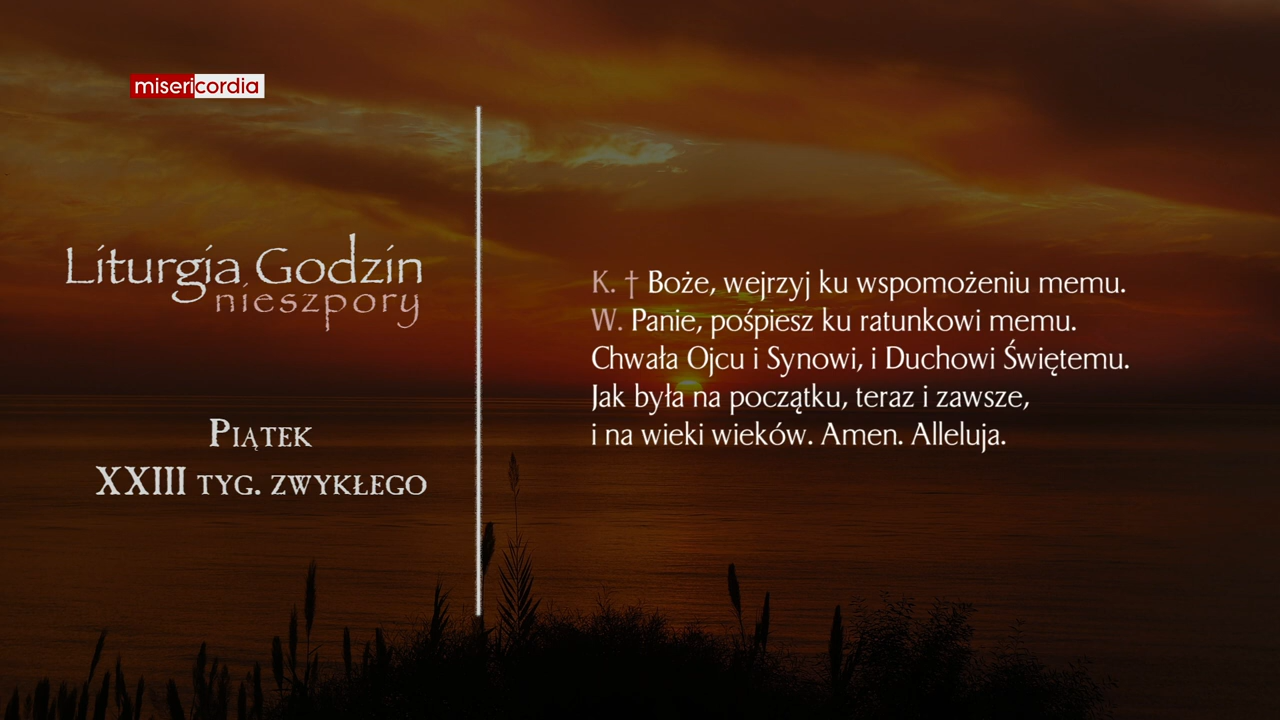 misericordia
Liturgia Godzin
nieszpory
Piątek
XXIII tyg. zwykłego
K. † Boże, wejrzyj ku wspomożeniu memu.
W. Panie, pośpiesz ku ratunkowi memu.
Chwała Ojcu i Synowi, i Duchowi Świętemu.
Jak była na początku, teraz i zawsze,
i na wieki wieków. Amen. Alleluja.